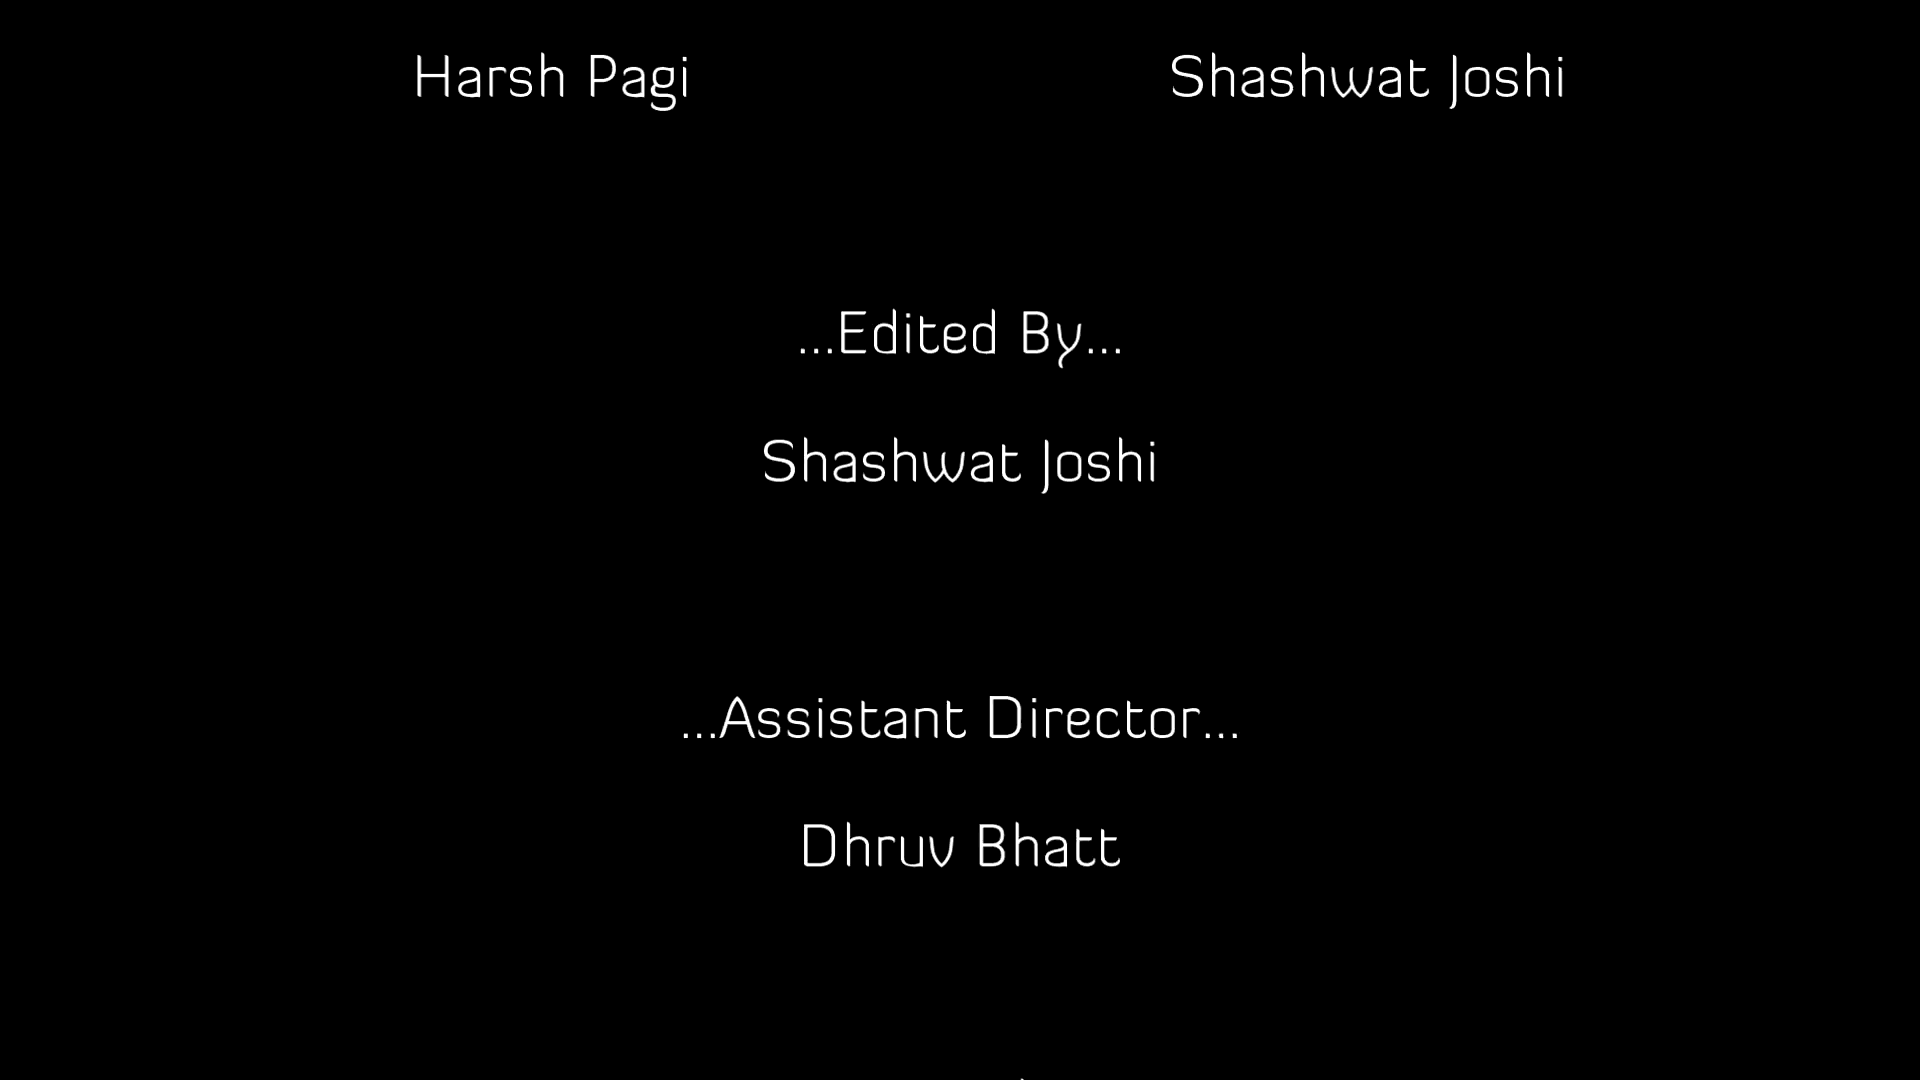 Harsh Pagi Shashwat Joshi
...Edited By...
Shashwat Joshi
...Assistant Director...
Dhruv Bhatt